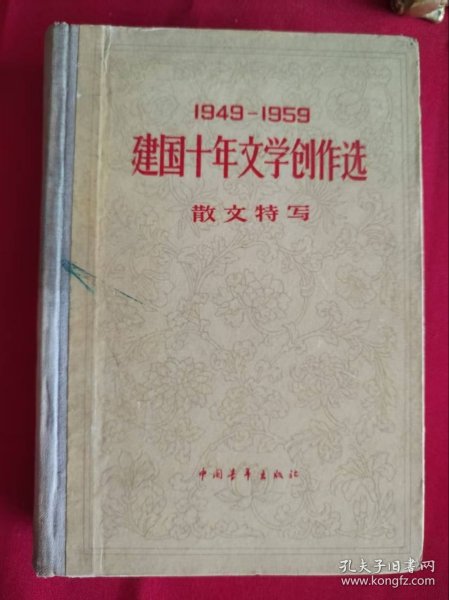 1949-1959
建国十年文学创作选
散文特写
中国青年出版社
孔夫子旧书网
www.kongfz.com